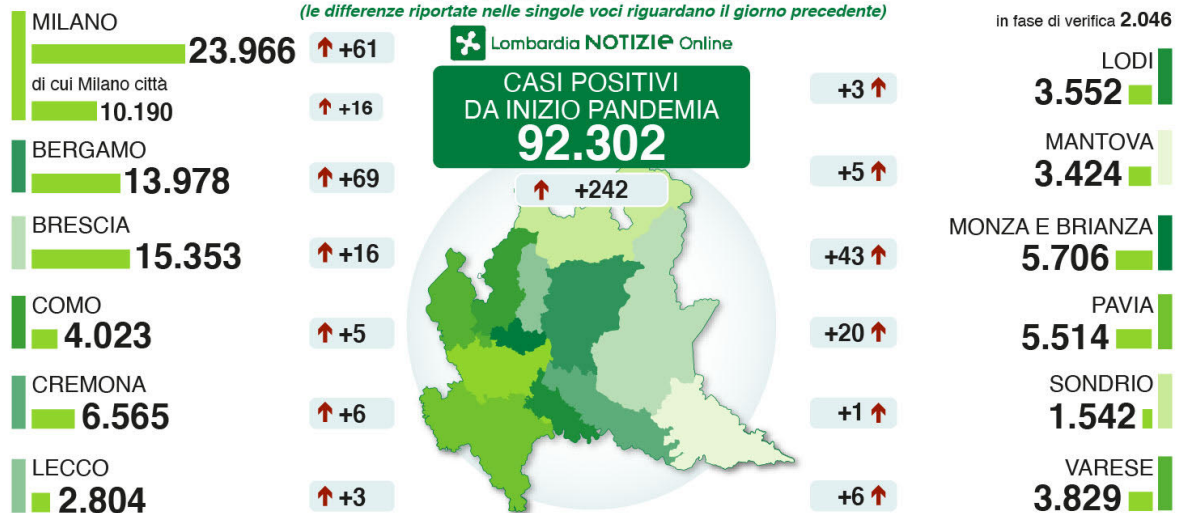 (le differenze riportate nelle singole voci riguardano il giorno precedente)
Lombardia NOTIZIE Online
CASI POSITIVI
DA INIZIO PANDEMIA
92.302
+242
MILANO
23.966
+61
di cui Milano città
10.190
+16
BERGAMO
13.978
+69
BRESCIA
15.353
+16
COMO
4.023
+5
CREMONA
6.565
+6
LECCO
2.804
+3
in fase di verifica 2.046
LODI
+3
3.552
MANTOVA
+5
3.424
MONZA E BRIANZA
+43
5.706
PAVIA
+20
5.514
SONDRIO
+1
1.542
VARESE
+6
3.829